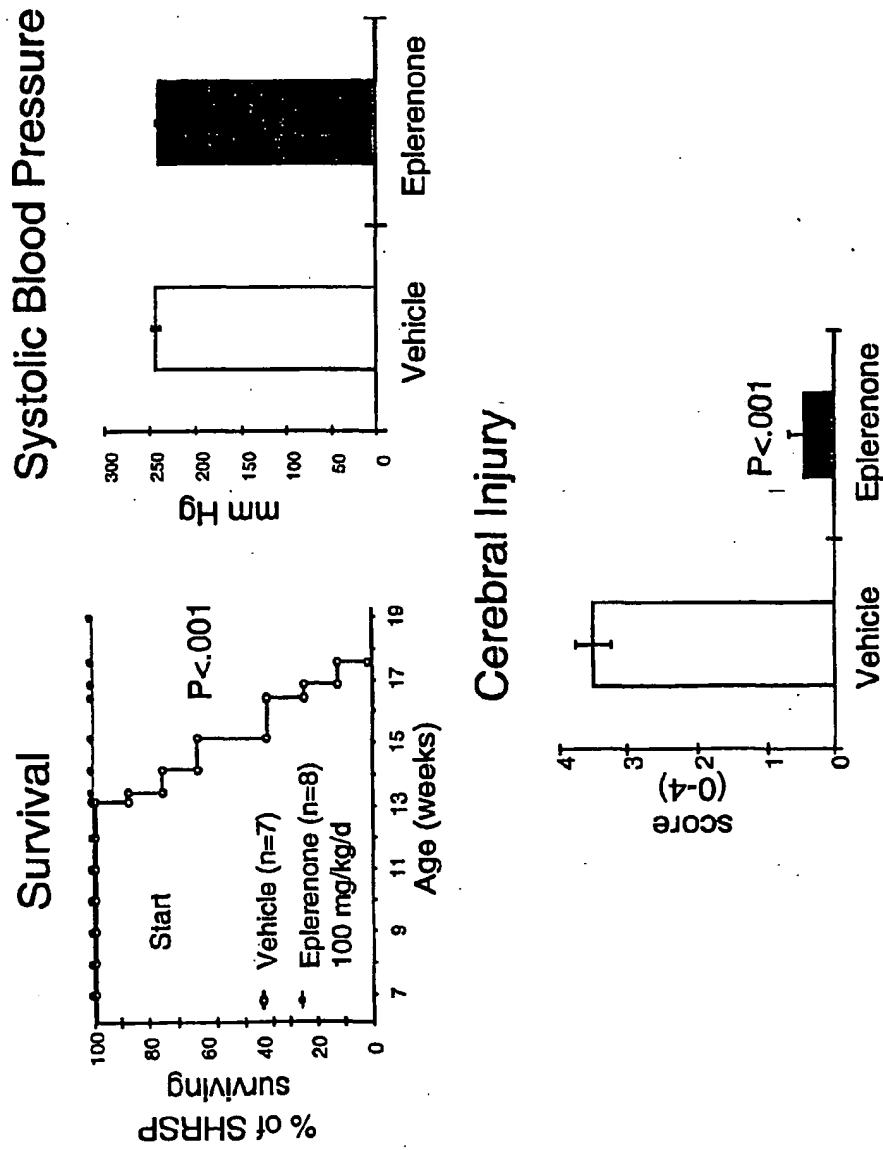 Survival
% of SHRSP
surviving
100
80
60
40
20
0
Start
P<.001
Vehicle (n=7)
Eplerenone (n=8)
100 mg/kg/d
7 9 11 13 15 17 19
Age (weeks)
Systolic Blood Pressure
mm Hg
300
250
200
150
100
50
0
Vehicle Eplerenone
Cerebral Injury
score
(0-4)
4
3
2
1
0
P<.001
Vehicle Eplerenone